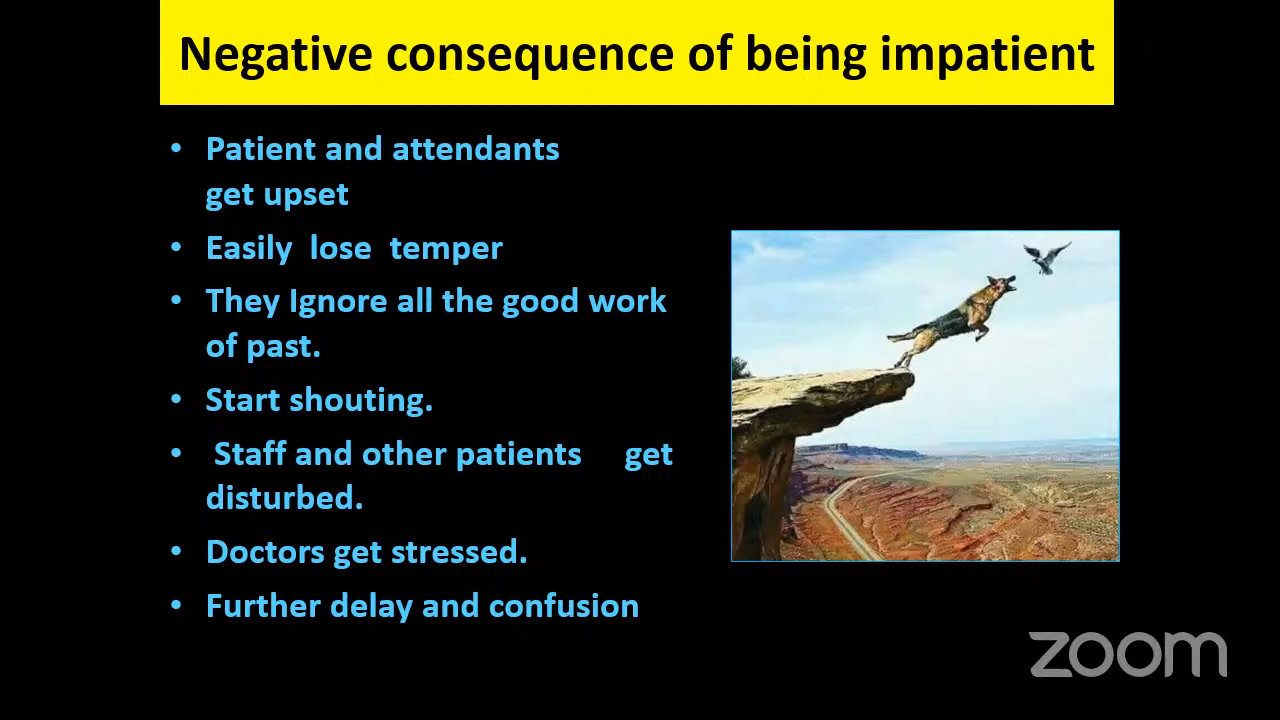 Negative consequence of being impatient
• Patient and attendants
get upset
• Easily lose temper
• They Ignore all the good work
of past.
• Start shouting.
• Staff and other patients get
disturbed.
• Doctors get stressed.
• Further delay and confusion
zoom